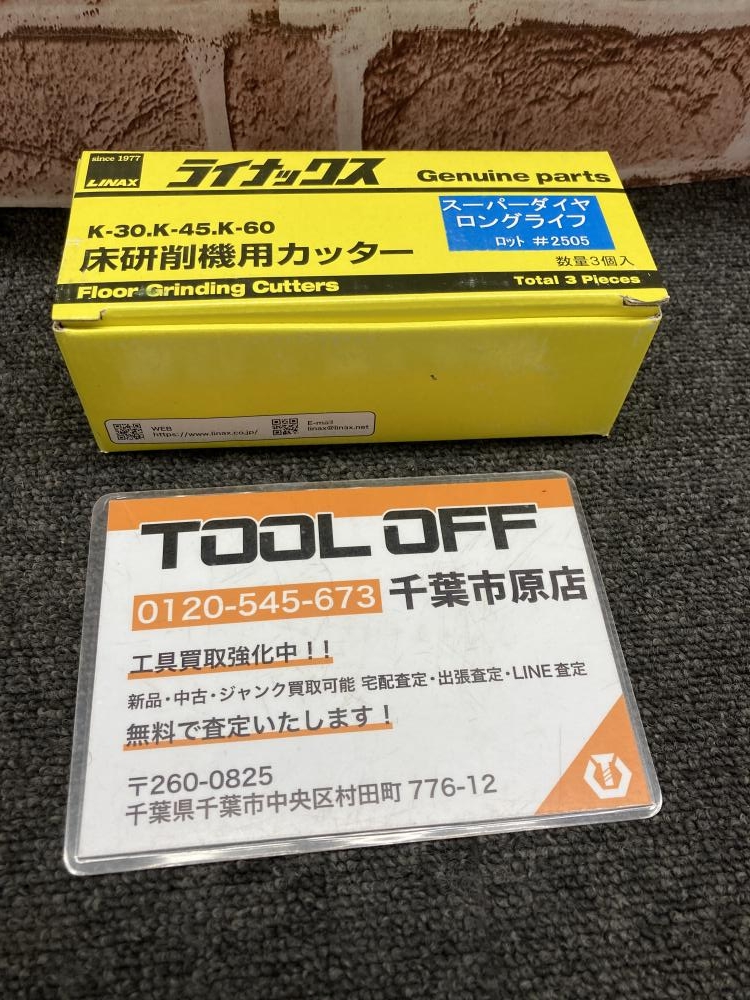 since 1977
LINAX
ライナックス
Genuine parts
K-30.K-45.K-60
床研削機用カッター
スーパーダイヤ
ロングライフ
ロット #2505
数量3個入
Floor Grinding Cutters
Total 3 Pieces
WEB
https://www.linax.co.jp/
E-mail
linax@linax.net
TOOL OFF
0120-545-673 千葉市原店
工具買取強化中!!
新品・中古・ジャンク買取可能 宅配査定・出張査定・LINE査定
無料で査定いたします!
〒260-0825
千葉県千葉市中央区村田町 776-12